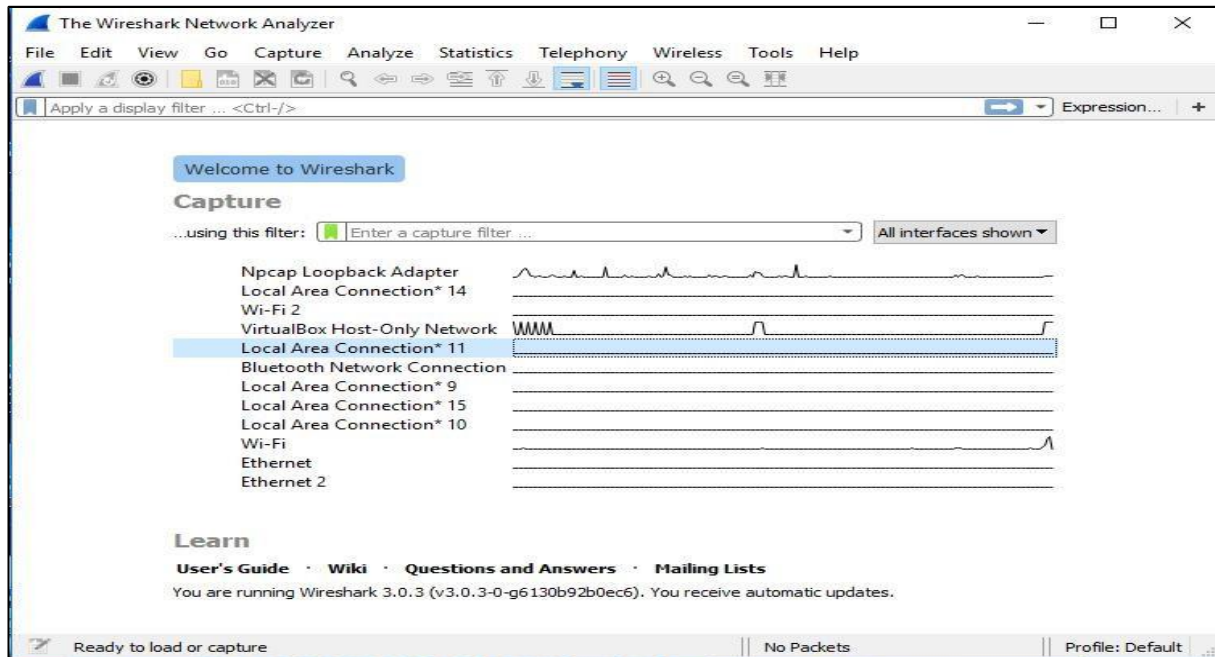 The Wireshark Network Analyzer
File Edit View Go Capture Analyze Statistics Telephony Wireless Tools Help
Apply a display filter ... <Ctrl-/> Expression... +
Welcome to Wireshark
Capture
...using this filter: Enter a capture filter ... All interfaces shown
Npcap Loopback Adapter
Local Area Connection* 14
Wi-Fi 2
VirtualBox Host-Only Network
Local Area Connection* 11
Bluetooth Network Connection
Local Area Connection* 9
Local Area Connection* 15
Local Area Connection* 10
Wi-Fi
Ethernet
Ethernet 2
Learn
User's Guide · Wiki · Questions and Answers · Mailing Lists
You are running Wireshark 3.0.3 (v3.0.3-0-g6130b92b0ec6). You receive automatic updates.
Ready to load or capture No Packets Profile: Default